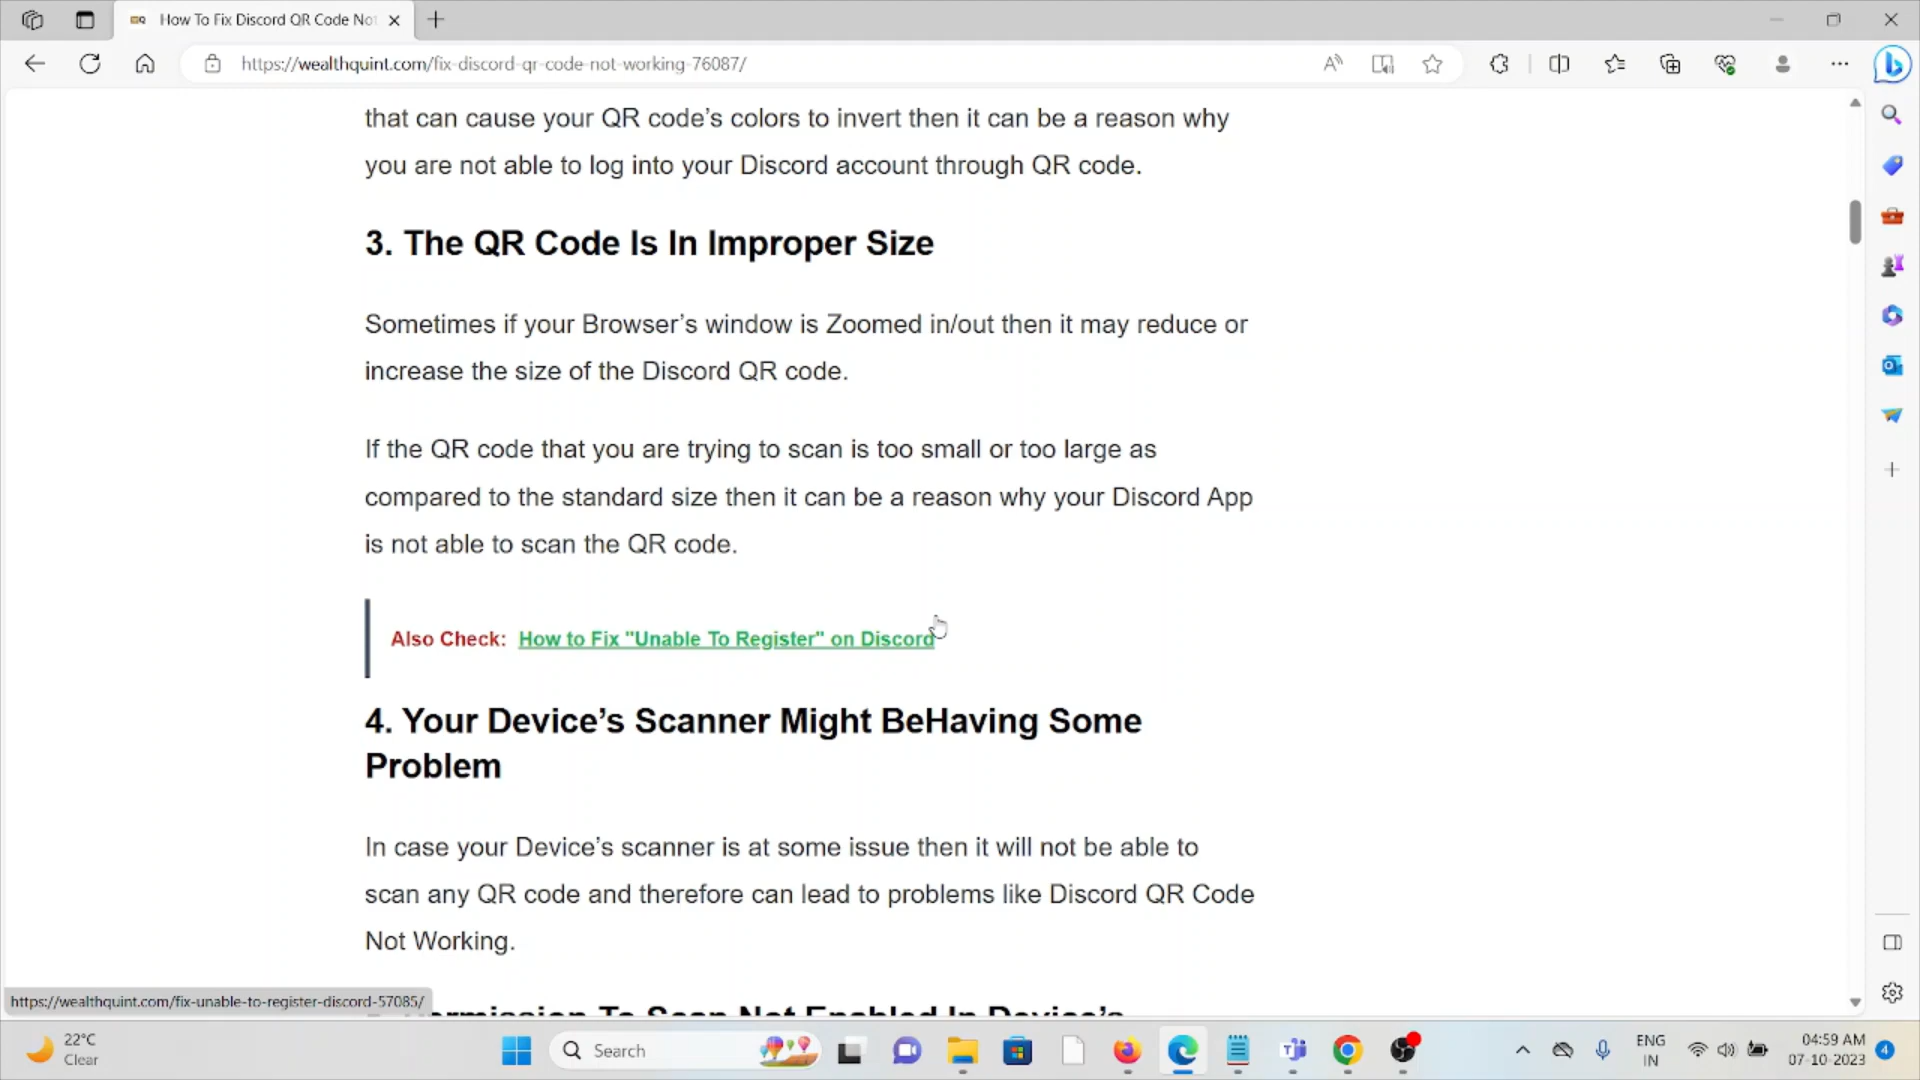 How To Fix Discord QR Code Not
https://wealthquint.com/fix-discord-qr-code-not-working-76087/
that can cause your QR code’s colors to invert then it can be a reason why
you are not able to log into your Discord account through QR code.
3. The QR Code Is In Improper Size
Sometimes if your Browser’s window is Zoomed in/out then it may reduce or
increase the size of the Discord QR code.
If the QR code that you are trying to scan is too small or too large as
compared to the standard size then it can be a reason why your Discord App
is not able to scan the QR code.
Also Check: How to Fix "Unable To Register" on Discord
4. Your Device’s Scanner Might BeHaving Some
Problem
In case your Device’s scanner is at some issue then it will not be able to
scan any QR code and therefore can lead to problems like Discord QR Code
Not Working.
Permission To Scan Not Enabled In Device’s
https://wealthquint.com/fix-unable-to-register-discord-57085/
22°C
Clear
Search
ENG
IN
04:59 AM
07-10-2023
4